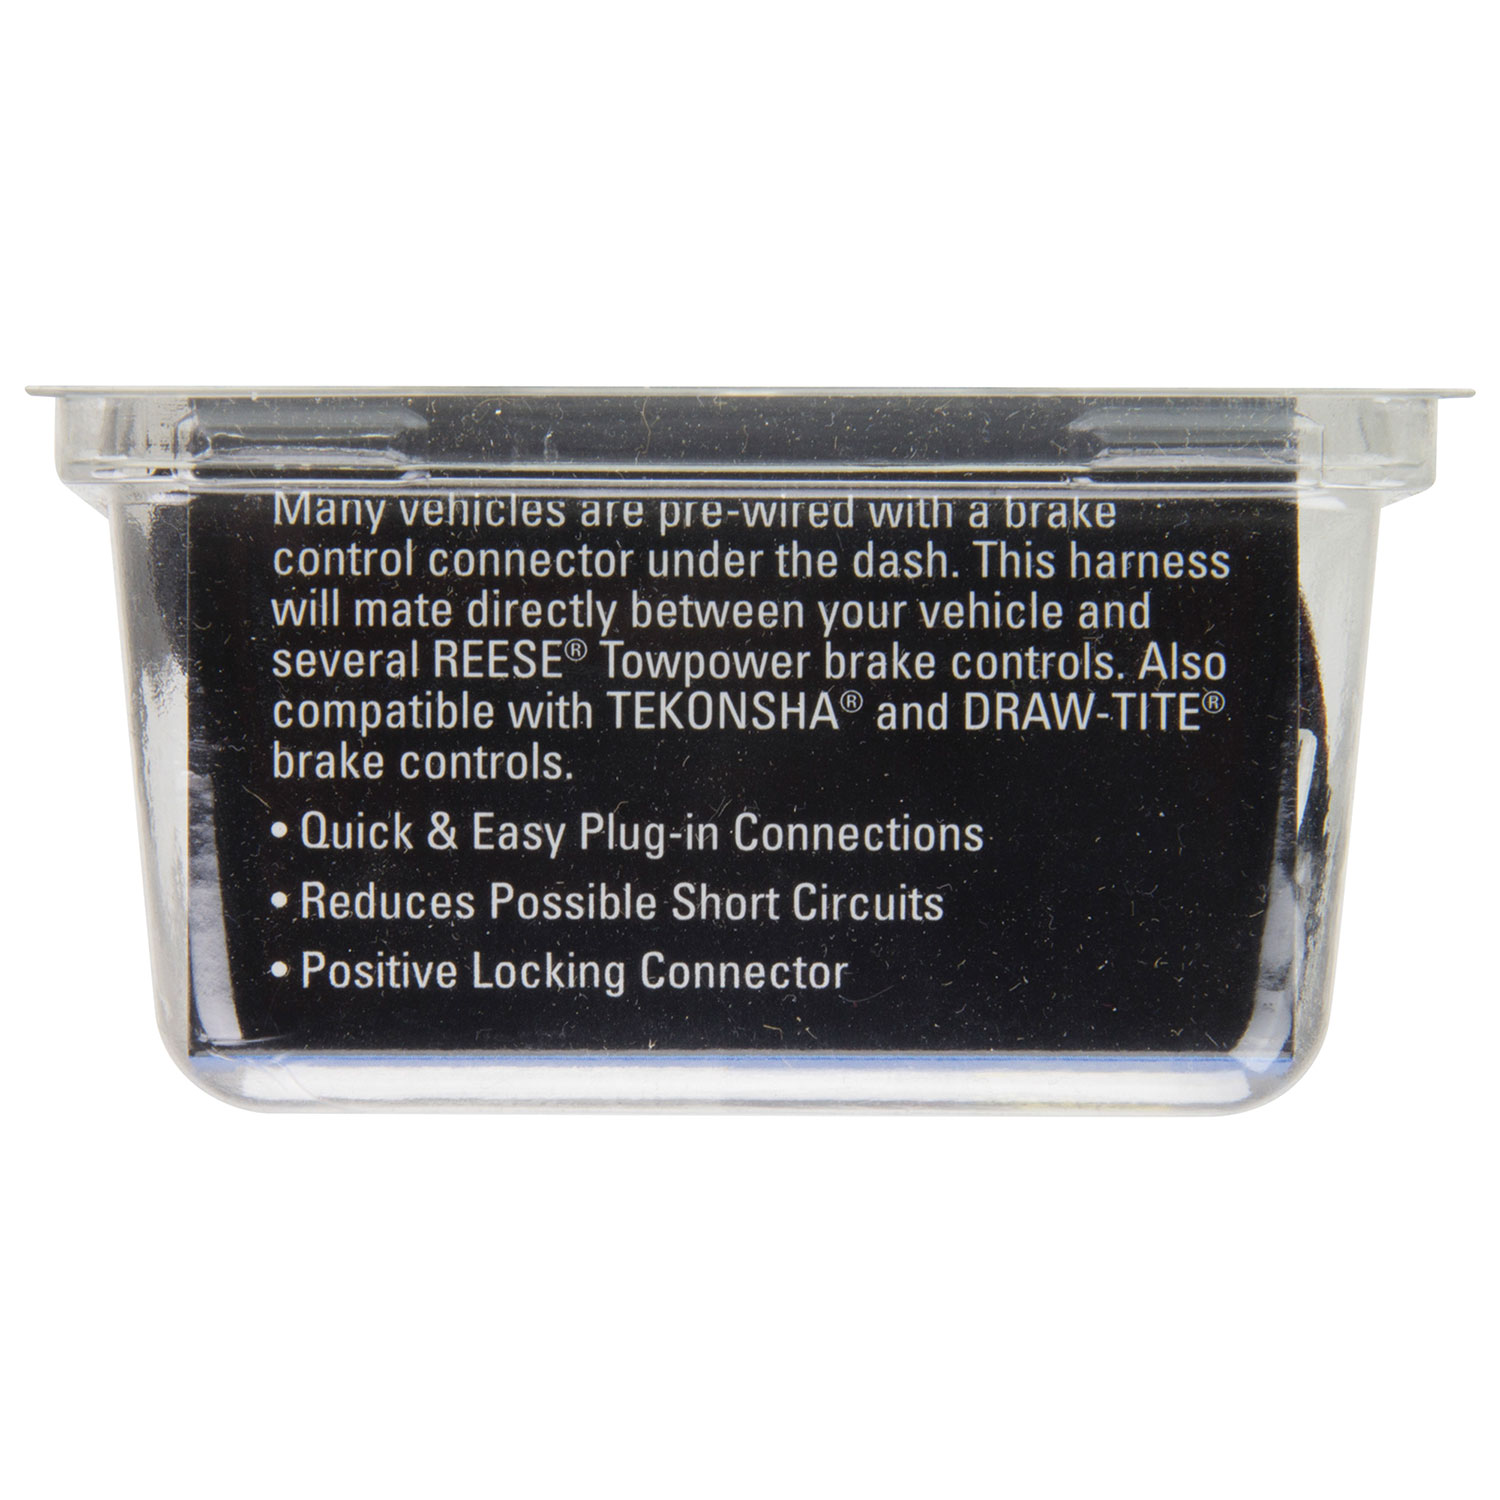 Many vehicles are pre-wired with a brake
control connector under the dash. This harness
will mate directly between your vehicle and
several REESE® Towpower brake controls. Also
compatible with TEKONSHA® and DRAW-TITE®
brake controls.
• Quick & Easy Plug-in Connections
• Reduces Possible Short Circuits
• Positive Locking Connector